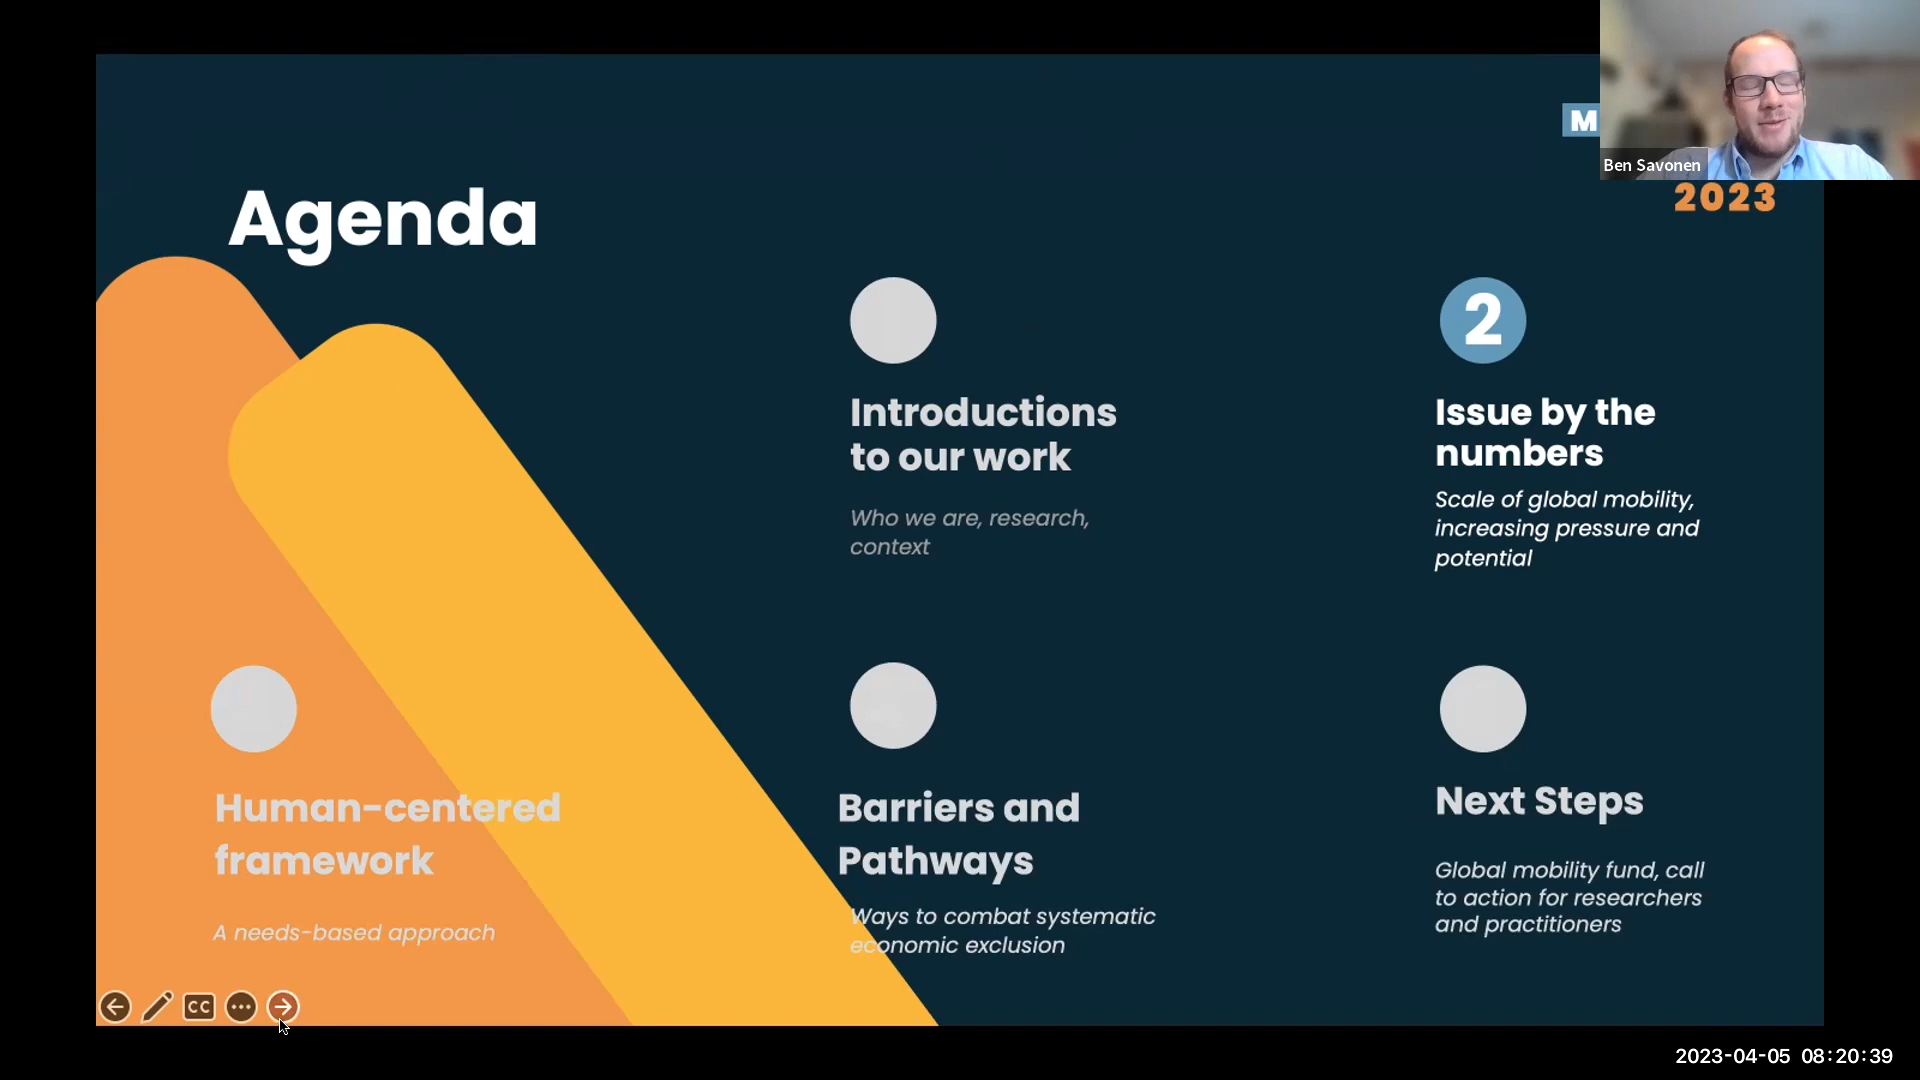 M
Ben Savonen
2023
Agenda
2
Introductions
to our work
Who we are, research,
context
Issue by the
numbers
Scale of global mobility,
increasing pressure and
potential
Human-centered
framework
A needs-based approach
Barriers and
Pathways
Ways to combat systematic
economic exclusion
Next Steps
Global mobility fund, call
to action for researchers
and practitioners
CC
2023-04-05 08:20:39